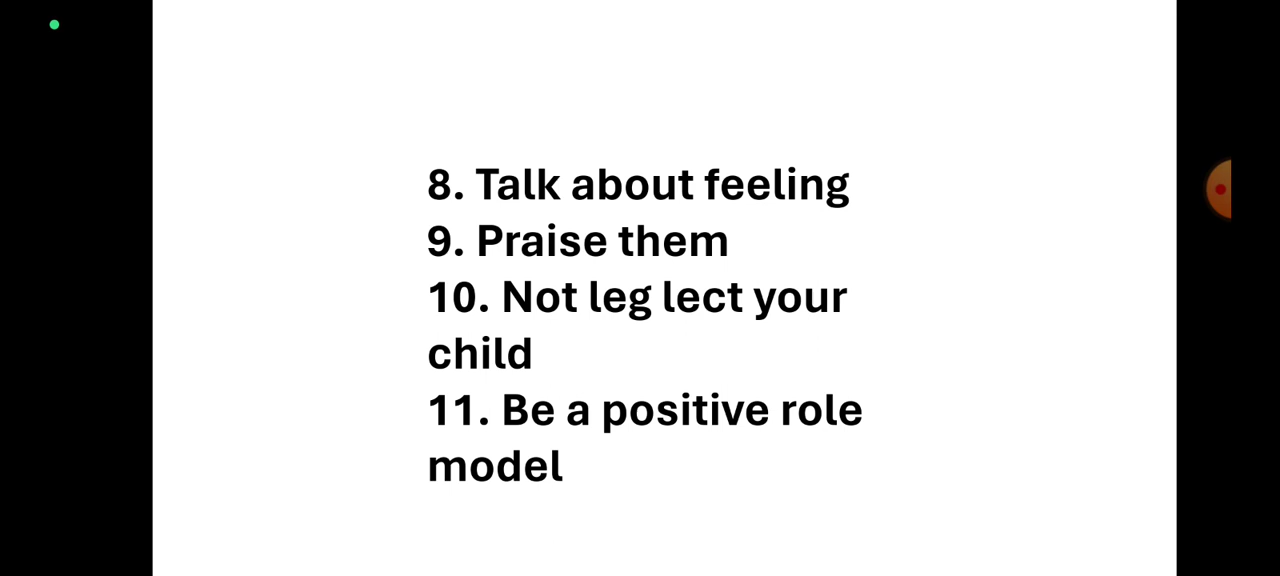 8. Talk about feeling
9. Praise them
10. Not leg lect your
child
11. Be a positive role
model